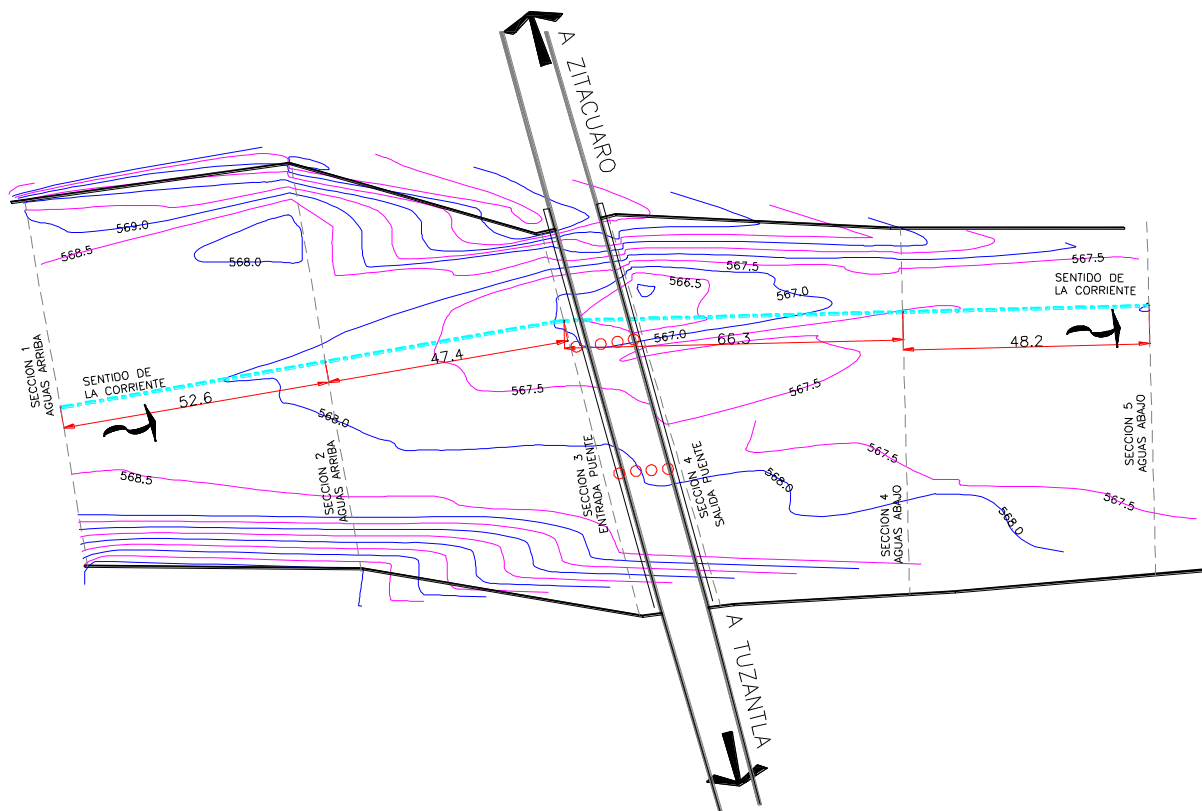 A ZITACUARO
569.0
568.5
568.0
567.5
566.5
567.0
567.5
SENTIDO DE
LA CORRIENTE
567.0
66.3
48.2
47.4
SECCION 1
AGUAS ARRIBA
SENTIDO DE
LA CORRIENTE
52.6
567.5
567.5
568.0
568.5
SECCION 2
AGUAS ARRIBA
SECCION 3
ENTRADA PUENTE
SECCION 4
SALIDA PUENTE
568.0
567.5
SECCION 4
AGUAS ABAJO
SECCION 5
AGUAS ABAJO
567.5
568.0
A TUZANTLA